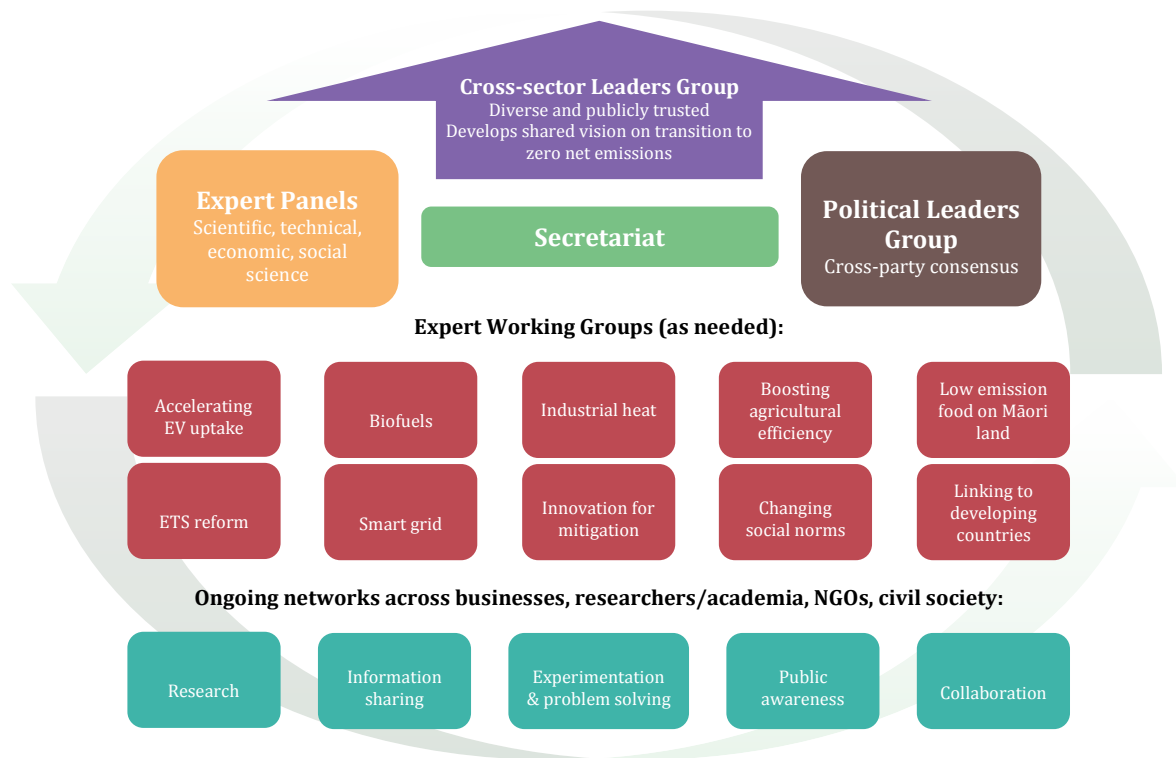 Cross-sector Leaders Group
Diverse and publicly trusted
Develops shared vision on transition to
zero net emissions
Expert Panels
Scientific, technical,
economic, social
science
Secretariat
Political Leaders
Group
Cross-party consensus
Expert Working Groups (as needed):
Accelerating
EV uptake
Biofuels
Industrial heat
Boosting
agricultural
efficiency
Low emission
food on Māori
land
ETS reform
Smart grid
Innovation for
mitigation
Changing
social norms
Linking to
developing
countries
Ongoing networks across businesses, researchers/academia, NGOs, civil society:
Research
Information
sharing
Experimentation
& problem solving
Public
awareness
Collaboration